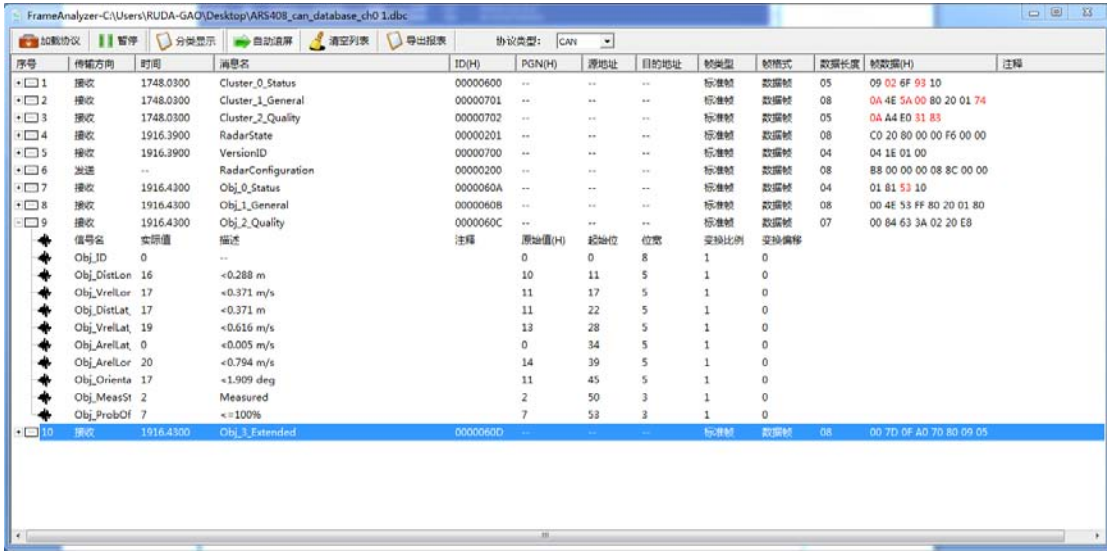 FrameAnalyzer-C:\Users\RUDA-GAO\Desktop\ARS408_can_database_ch0 1.dbc
加载协议 暂停 分类显示 自动滚屏 清空列表 导出报表 协议类型: CAN
序号 传输方向 时间 消息名 ID(H) PGN(H) 源地址 目的地址 帧类型 帧格式 数据长度 帧数据(H) 注释
1 接收 1748.0300 Cluster_0_Status 00000600 -- -- -- 标准帧 数据帧 05 09 02 6F 93 10
2 接收 1748.0300 Cluster_1_General 00000701 -- -- -- 标准帧 数据帧 08 0A 4E 5A 00 80 20 01 74
3 接收 1748.0300 Cluster_2_Quality 00000702 -- -- -- 标准帧 数据帧 05 0A A4 E0 31 83
4 接收 1916.3900 RadarState 00000201 -- -- -- 标准帧 数据帧 08 C0 20 80 00 00 F6 00 00
5 接收 1916.3900 VersionID 00000700 -- -- -- 标准帧 数据帧 04 04 1E 01 00
6 发送 -- RadarConfiguration 00000200 -- -- -- 标准帧 数据帧 08 B8 00 00 00 08 8C 00 00
7 接收 1916.4300 Obj_0_Status 0000060A -- -- -- 标准帧 数据帧 04 01 81 53 10
8 接收 1916.4300 Obj_1_General 0000060B -- -- -- 标准帧 数据帧 08 00 4E 53 FF 80 20 01 80
9 接收 1916.4300 Obj_2_Quality 0000060C -- -- -- 标准帧 数据帧 07 00 84 63 3A 02 20 E8
信号名 实际值 描述 注释 原始值(H) 起始位 位宽 变换比例 变换偏移
Obj_ID 0 -- 0 0 8 1 0
Obj_DistLon 16 <0.288 m 10 11 5 1 0
Obj_VrelLor 17 <0.371 m/s 11 17 5 1 0
Obj_DistLat_ 17 <0.371 m 11 22 5 1 0
Obj_VrelLat_ 19 <0.616 m/s 13 28 5 1 0
Obj_ArelLat_ 0 <0.005 m/s 0 34 5 1 0
Obj_ArelLor 20 <0.794 m/s 14 39 5 1 0
Obj_Orienta 17 <1.909 deg 11 45 5 1 0
Obj_MeasSt 2 Measured 2 50 3 1 0
Obj_ProbOf 7 <=100% 7 53 3 1 0
10 接收 1916.4300 Obj_3_Extended 0000060D -- -- -- 标准帧 数据帧 08 00 7D 0F A0 70 80 09 05